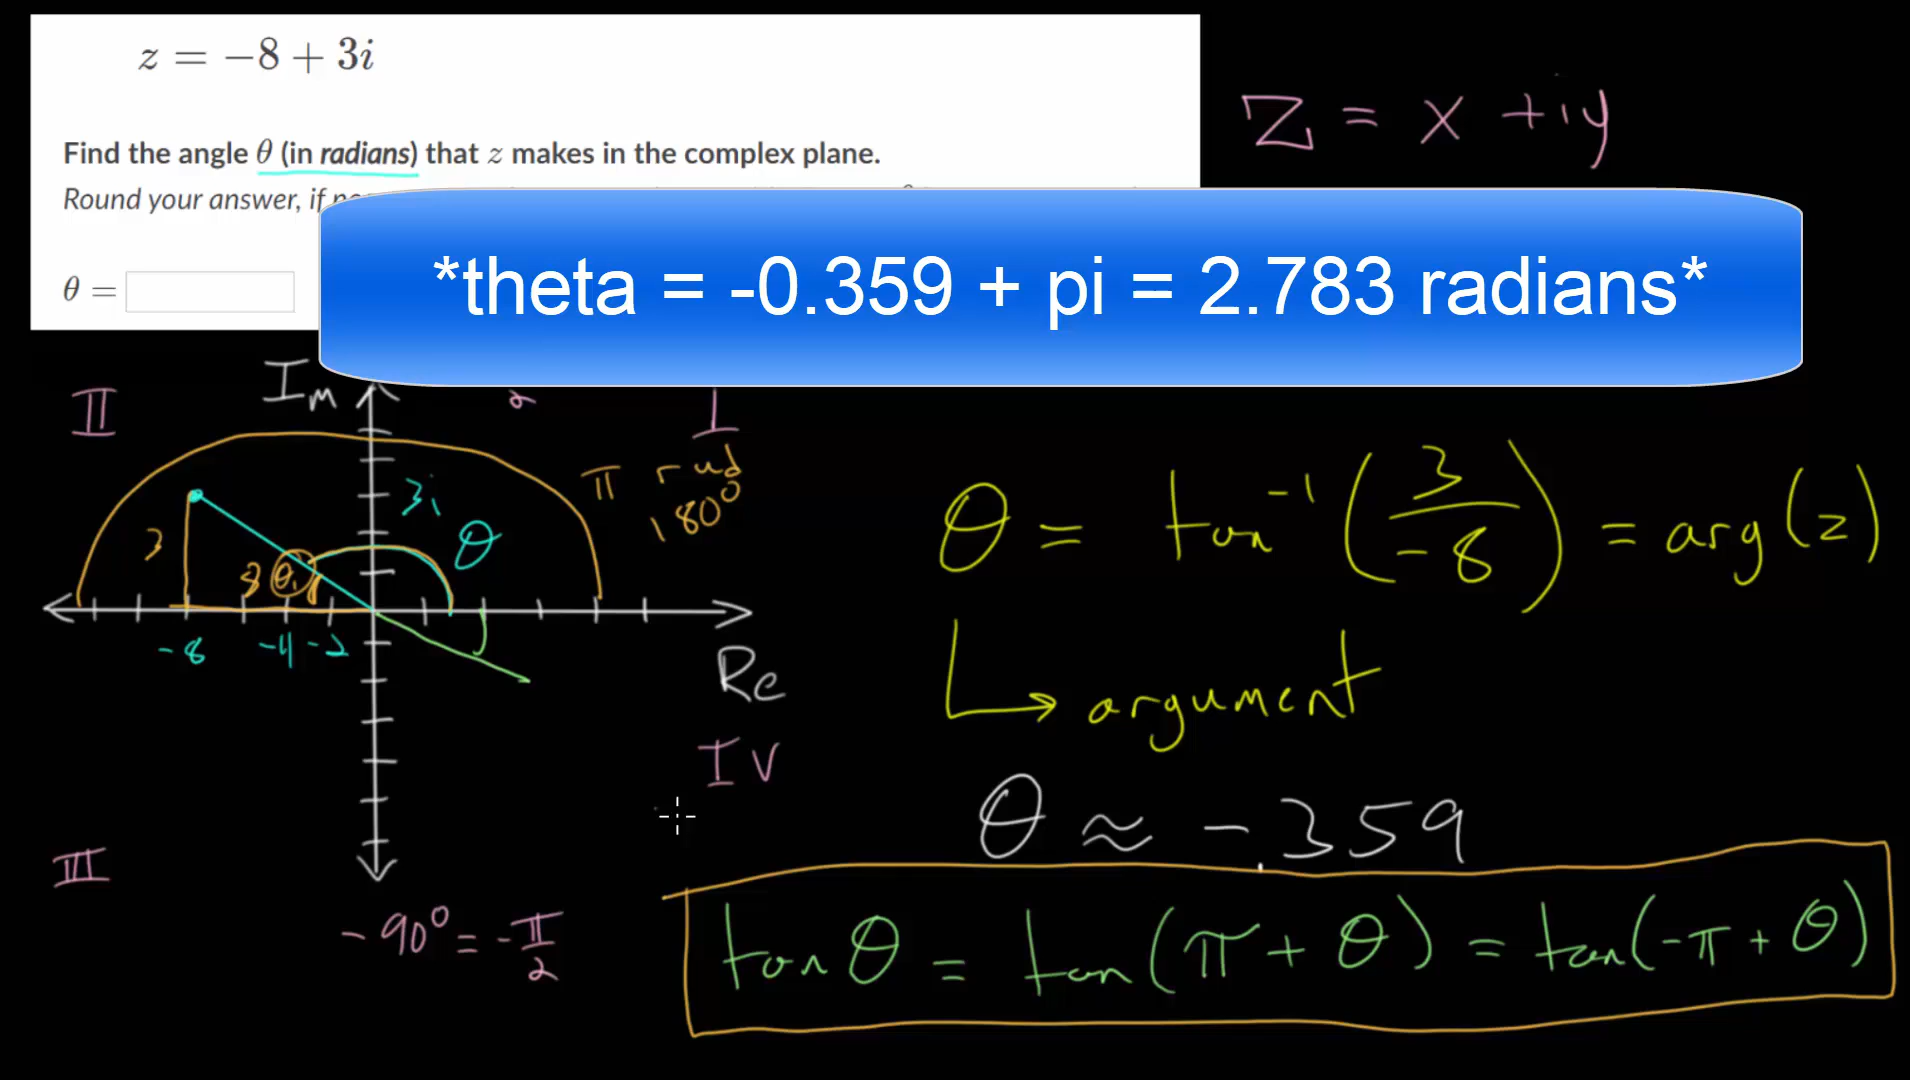 z = −8 + 3i
z = x + iy
Find the angle θ (in radians) that z makes in the complex plane.
Round your answer, if
*theta = -0.359 + pi = 2.783 radians*
θ =
Im
II
I
π rad
180°
3i
θ
3
8 θ₁
θ = tan⁻¹(3/−8) = arg(z)
-8 -4 -2
Re
argument
IV
θ ≈ -.359
III
-90° = -π/2
tan θ = tan(π + θ) = tan(-π + θ)